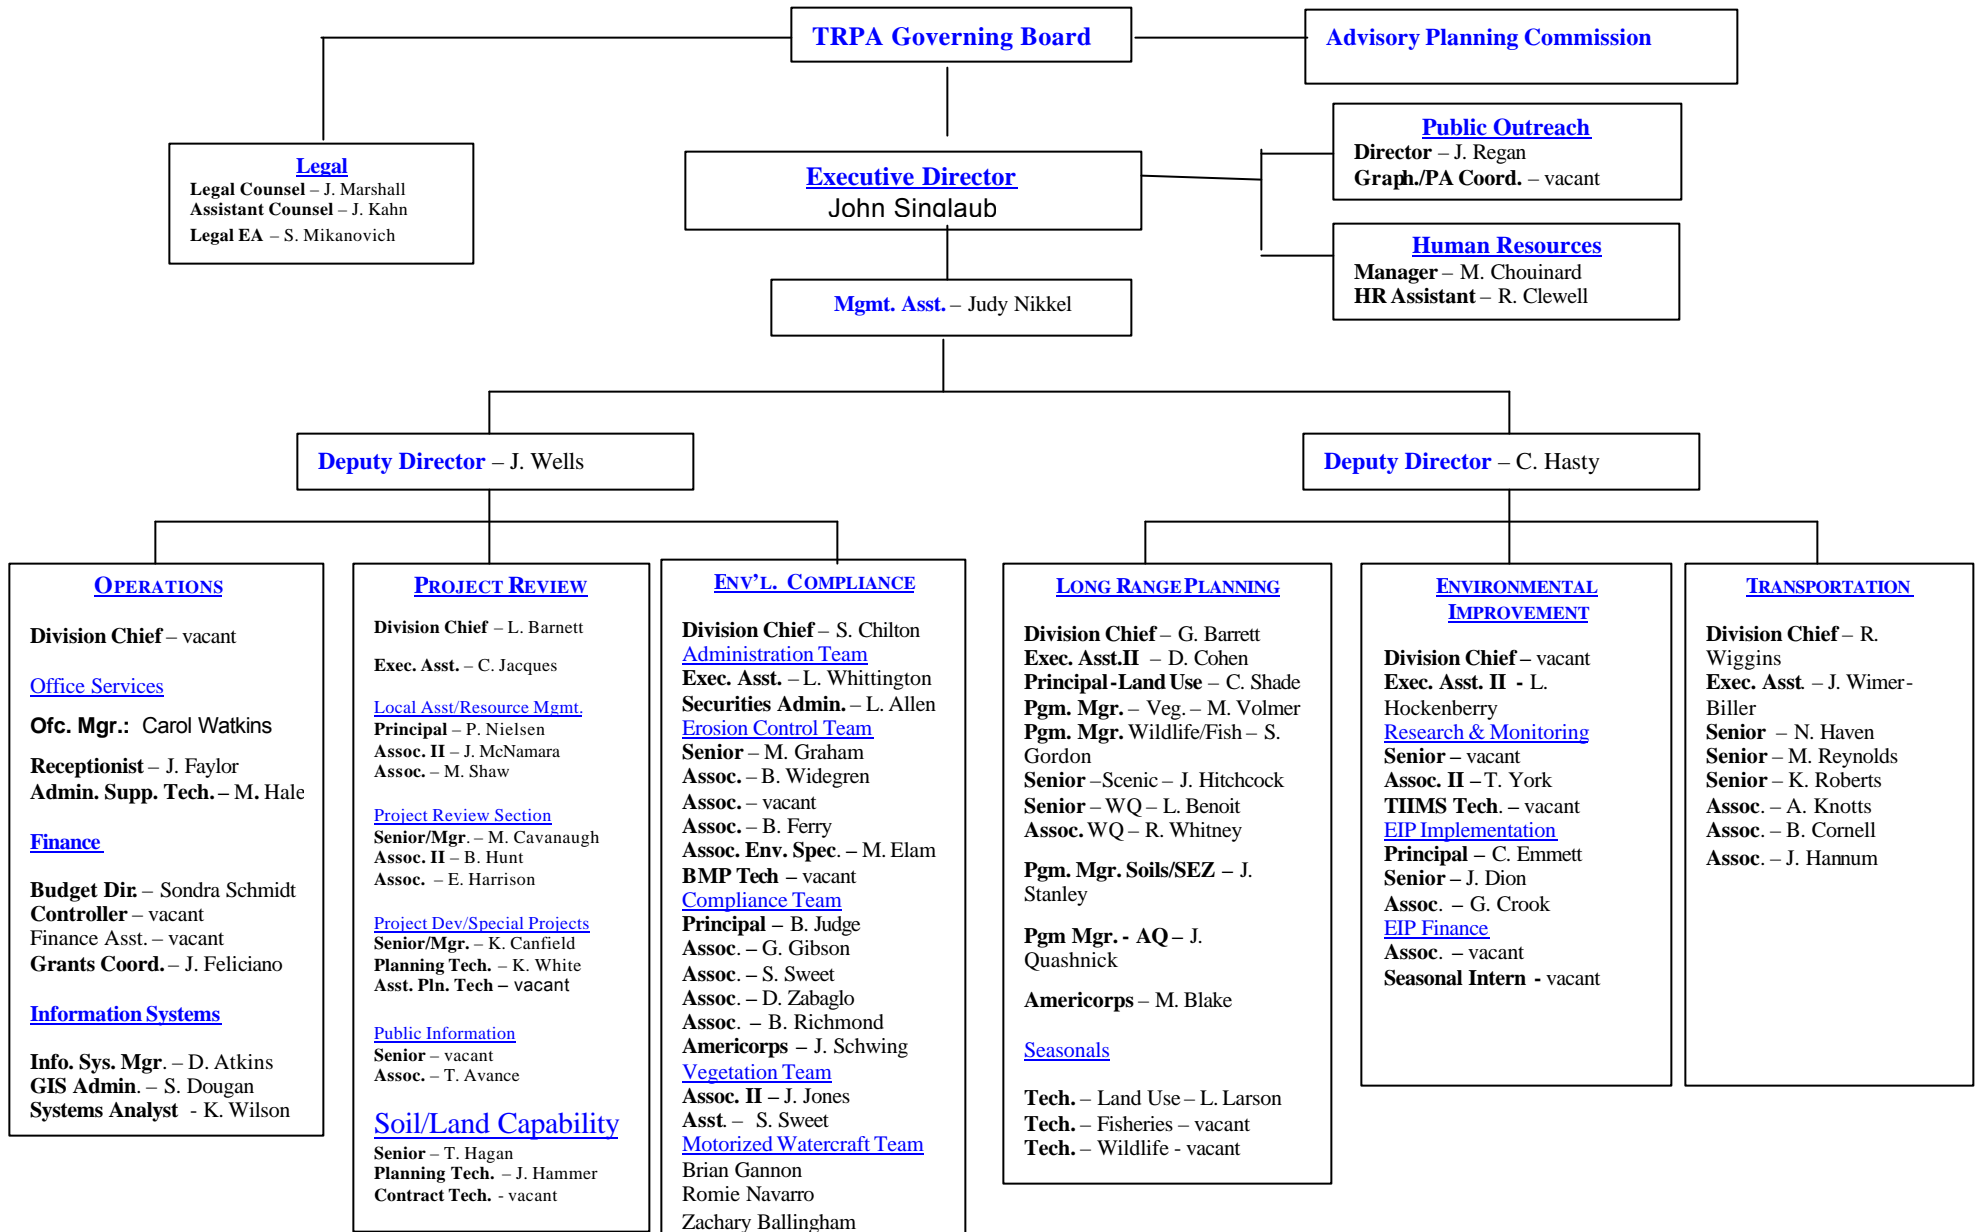 TRPA Governing Board
Advisory Planning Commission
Legal
Legal Counsel – J. Marshall
Assistant Counsel – J. Kahn
Legal EA – S. Mikanovich
Executive Director
John Singlaub
Public Outreach
Director – J. Regan
Graph./PA Coord. – vacant
Human Resources
Manager – M. Chouinard
HR Assistant – R. Clewell
Mgmt. Asst. – Judy Nikkel
Deputy Director – J. Wells
Deputy Director – C. Hasty
OPERATIONS
Division Chief – vacant
Office Services
Ofc. Mgr.: Carol Watkins
Receptionist – J. Faylor
Admin. Supp. Tech. – M. Hale
Finance
Budget Dir. – Sondra Schmidt
Controller – vacant
Finance Asst. – vacant
Grants Coord. – J. Feliciano
Information Systems
Info. Sys. Mgr. – D. Atkins
GIS Admin. – S. Dougan
Systems Analyst - K. Wilson
PROJECT REVIEW
Division Chief – L. Barnett
Exec. Asst. – C. Jacques
Local Asst/Resource Mgmt.
Principal – P. Nielsen
Assoc. II – J. McNamara
Assoc. – M. Shaw
Project Review Section
Senior/Mgr. – M. Cavanaugh
Assoc. II – B. Hunt
Assoc. – E. Harrison
Project Dev/Special Projects
Senior/Mgr. – K. Canfield
Planning Tech. – K. White
Asst. Pln. Tech – vacant
Public Information
Senior – vacant
Assoc. – T. Avance
Soil/Land Capability
Senior – T. Hagan
Planning Tech. – J. Hammer
Contract Tech. - vacant
ENV'L. COMPLIANCE
Division Chief – S. Chilton
Administration Team
Exec. Asst. – L. Whittington
Securities Admin. – L. Allen
Erosion Control Team
Senior – M. Graham
Assoc. – B. Widegren
Assoc. – vacant
Assoc. – B. Ferry
Assoc. Env. Spec. – M. Elam
BMP Tech – vacant
Compliance Team
Principal – B. Judge
Assoc. – G. Gibson
Assoc. – S. Sweet
Assoc. – D. Zabaglo
Assoc. – B. Richmond
Americorps – J. Schwing
Vegetation Team
Assoc. II – J. Jones
Asst. – S. Sweet
Motorized Watercraft Team
Brian Gannon
Romie Navarro
Zachary Ballingham
LONG RANGE PLANNING
Division Chief – G. Barrett
Exec. Asst.II – D. Cohen
Principal-Land Use – C. Shade
Pgm. Mgr. – Veg. – M. Volmer
Pgm. Mgr. Wildlife/Fish – S.
Gordon
Senior –Scenic – J. Hitchcock
Senior – WQ – L. Benoit
Assoc. WQ – R. Whitney
Pgm. Mgr. Soils/SEZ – J.
Stanley
Pgm Mgr. - AQ – J.
Quashnick
Americorps – M. Blake
Seasonals
Tech. – Land Use – L. Larson
Tech. – Fisheries – vacant
Tech. – Wildlife - vacant
ENVIRONMENTAL
IMPROVEMENT
Division Chief – vacant
Exec. Asst. II - L.
Hockenberry
Research & Monitoring
Senior – vacant
Assoc. II – T. York
TIIMS Tech. – vacant
EIP Implementation
Principal – C. Emmett
Senior – J. Dion
Assoc. – G. Crook
EIP Finance
Assoc. – vacant
Seasonal Intern - vacant
TRANSPORTATION
Division Chief – R.
Wiggins
Exec. Asst. – J. Wimer-
Biller
Senior – N. Haven
Senior – M. Reynolds
Senior – K. Roberts
Assoc. – A. Knotts
Assoc. – B. Cornell
Assoc. – J. Hannum